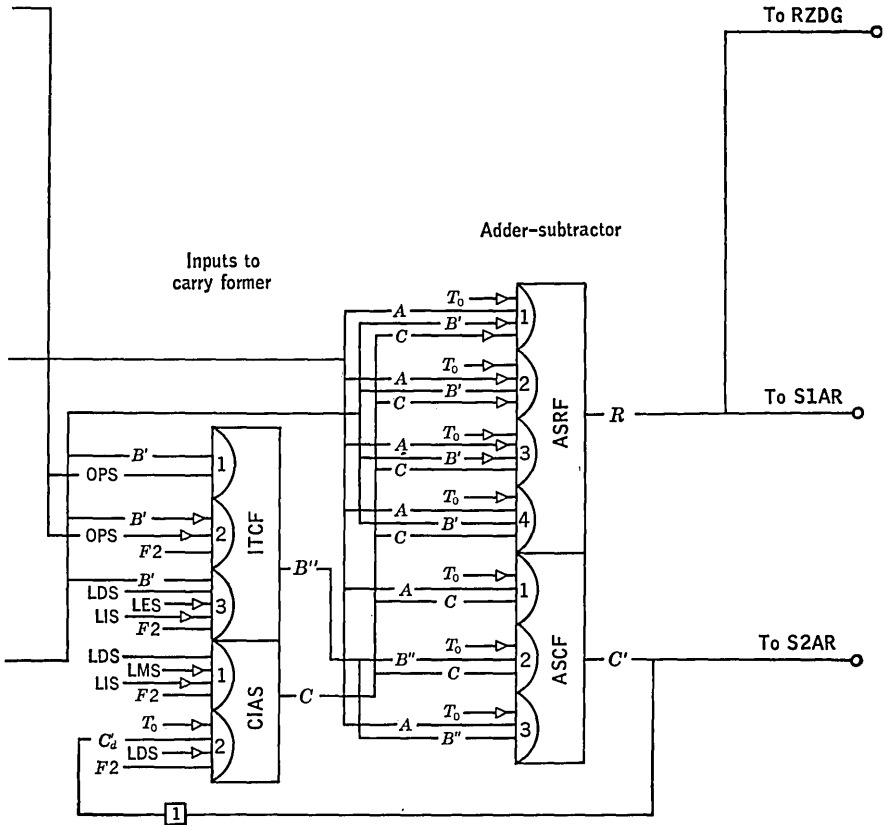 To RZDG
Adder-subtractor
Inputs to
carry former
T₀
A
B'
C
1
T₀
A
B'
C
2
T₀
A
B'
C
3
T₀
A
B'
C
4
ASRF
R
To S1AR
B'
OPS
1
B'
OPS
F2
2
B'
LDS
LES
LIS
F2
3
ITCF
B''
LDS
LMS
LIS
F2
1
T₀
C'd
LDS
F2
2
CIAS
C
T₀
A
C
1
T₀
B''
C
2
T₀
A
B''
3
ASCF
C'
To S2AR
1